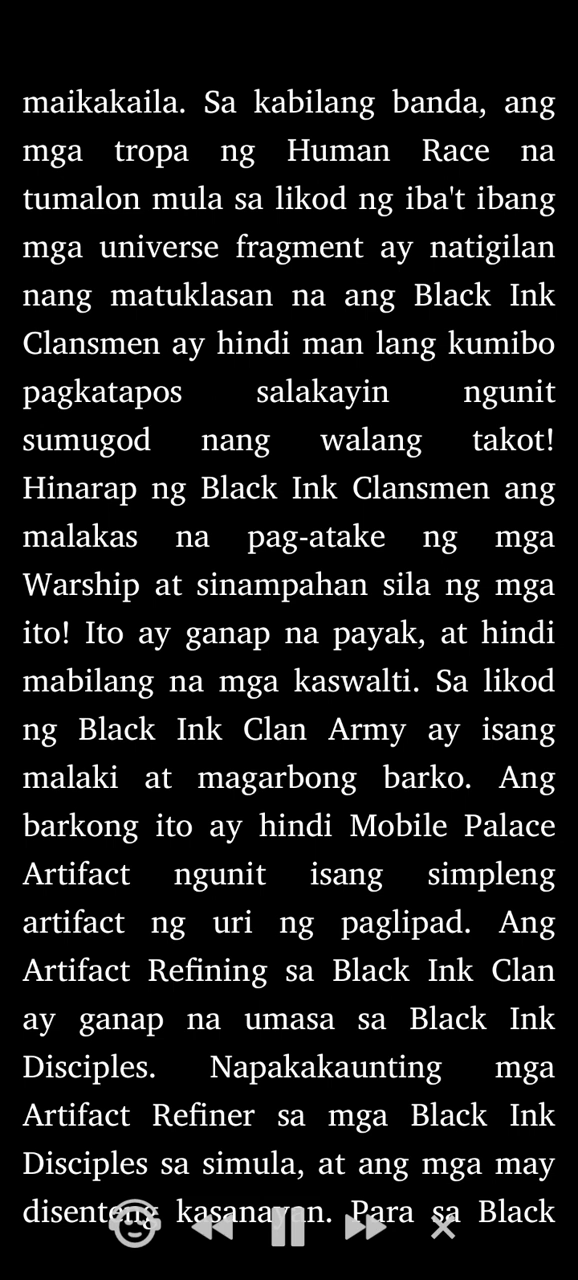 maikakaila. Sa kabilang banda, ang
mga tropa ng Human Race na
tumalon mula sa likod ng iba't ibang
mga universe fragment ay natigilan
nang matuklasan na ang Black Ink
Clansmen ay hindi man lang kumibo
pagkatapos salakayin ngunit
sumugod nang walang takot!
Hinarap ng Black Ink Clansmen ang
malakas na pag-atake ng mga
Warship at sinampahan sila ng mga
ito! Ito ay ganap na payak, at hindi
mabilang na mga kaswalti. Sa likod
ng Black Ink Clan Army ay isang
malaki at magarbong barko. Ang
barkong ito ay hindi Mobile Palace
Artifact ngunit isang simpleng
artifact ng uri ng paglipad. Ang
Artifact Refining sa Black Ink Clan
ay ganap na umasa sa Black Ink
Disciples. Napakakaunting mga
Artifact Refiner sa mga Black Ink
Disciples sa simula, at ang mga may
disenteng kasanayan. Para sa Black